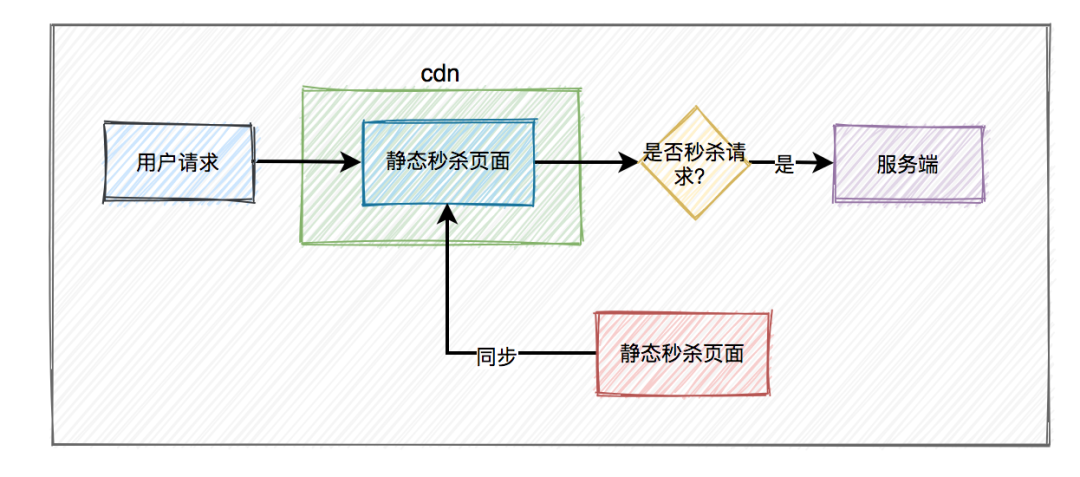 cdn
用户请求
静态秒杀页面
是否秒杀请
求?
是
服务端
同步
静态秒杀页面